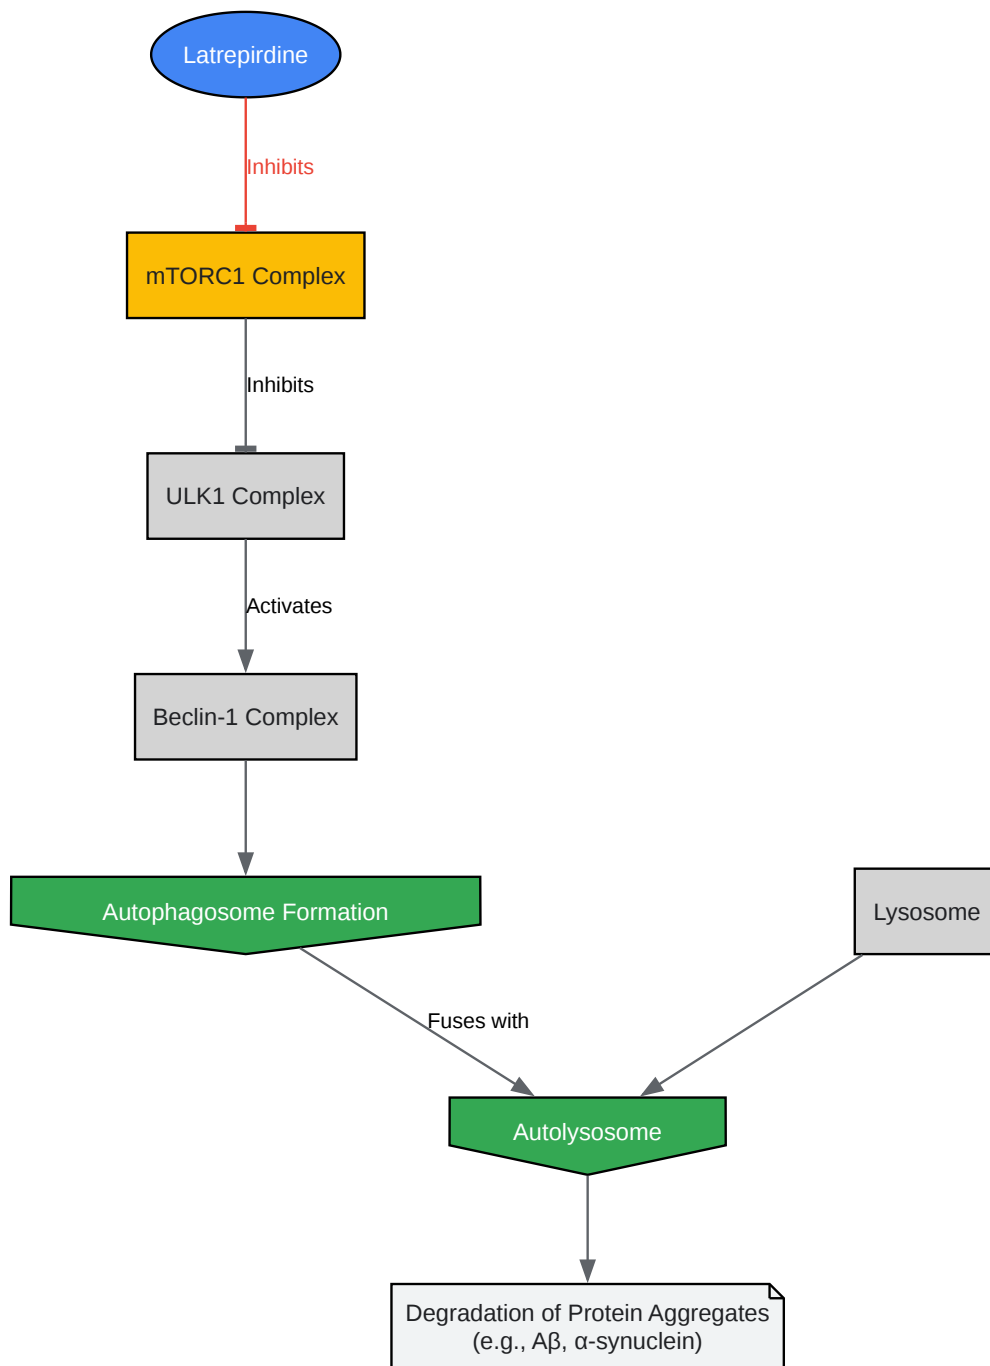 Latrepirdine
Inhibits
mTORC1 Complex
Inhibits
ULK1 Complex
Activates
Beclin-1 Complex
Autophagosome Formation
Lysosome
Fuses with
Autolysosome
Degradation of Protein Aggregates
(e.g., Aβ, α-synuclein)